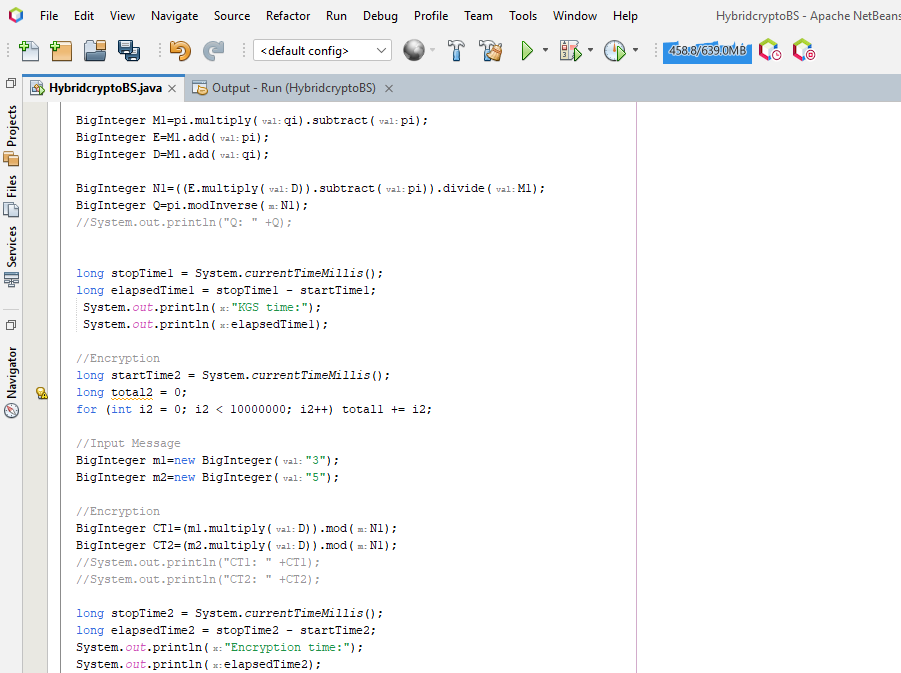 File Edit View Navigate Source Refactor Run Debug Profile Team Tools Window Help HybridcryptoBS - Apache NetBeans
<default config> 458.8/639.0MB
HybridcryptoBS.java × Output - Run (HybridcryptoBS) ×
Projects
Files
Services
Navigator
BigInteger M1=pi.multiply( val: qi).subtract( val: pi);
BigInteger E=M1.add( val: pi);
BigInteger D=M1.add( val: qi);
BigInteger N1=((E.multiply( val: D)).subtract( val: pi)).divide( val: M1);
BigInteger Q=pi.modInverse( m: N1);
//System.out.println("Q: " +Q);
long stopTime1 = System.currentTimeMillis();
long elapsedTime1 = stopTime1 - startTime1;
System.out.println( x: "KGS time:");
System.out.println( x: elapsedTime1);
//Encryption
long startTime2 = System.currentTimeMillis();
long total2 = 0;
for (int i2 = 0; i2 < 10000000; i2++) total1 += i2;
//Input Message
BigInteger m1=new BigInteger( val: "3");
BigInteger m2=new BigInteger( val: "5");
//Encryption
BigInteger CT1=(m1.multiply( val: D)).mod( m: N1);
BigInteger CT2=(m2.multiply( val: D)).mod( m: N1);
//System.out.println("CT1: " +CT1);
//System.out.println("CT2: " +CT2);
long stopTime2 = System.currentTimeMillis();
long elapsedTime2 = stopTime2 - startTime2;
System.out.println( x: "Encryption time:");
System.out.println( x: elapsedTime2);